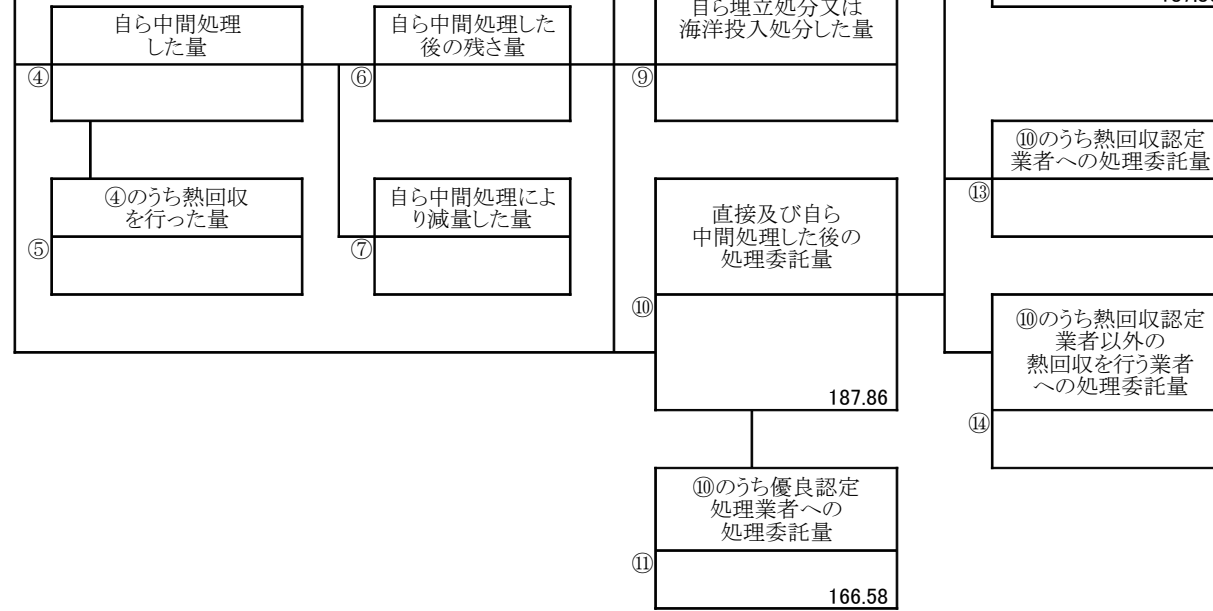 自ら中間処理
した量
④
自ら中間処理した
後の残さ量
⑥
自ら埋立処分又は
海洋投入処分した量
⑨
④のうち熱回収
を行った量
⑤
自ら中間処理によ
り減量した量
⑦
直接及び自ら
中間処理した後の
処理委託量
⑩
187.86
⑩のうち熱回収認定
業者への処理委託量
⑬
⑩のうち熱回収認定
業者以外の
熱回収を行う業者
への処理委託量
⑭
⑩のうち優良認定
処理業者への
処理委託量
⑪
166.58